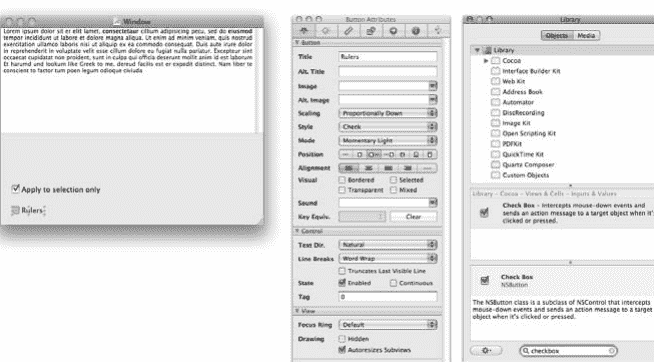 Window
Lorem ipsum dolor sit er elit lamet, consectetaur cillium adipisicing pecu, sed do eiusmod
tempor incididunt ut labore et dolore magna aliqua. Ut enim ad minim veniam, quis nostrud
exercitation ullamco laboris nisi ut aliquip ex ea commodo consequat. Duis aute irure dolor
in reprehenderit in voluptate velit esse cillum dolore eu fugiat nulla pariatur. Excepteur sint
occaecat cupidatat non proident, sunt in culpa qui officia deserunt mollit anim id est laborum
Et harumd und lookum like Greek to me, dereud facilis est er expedit distinct. Nam liber te
conscient to factor tum poen legum odioque civiuda
Apply to selection only
Rulers
Button Attributes
Button
Title Rulers
Alt. Title
Image
Alt. Image
Scaling Proportionally Down
Style Check
Mode Momentary Light
Position
Alignment
Visual Bordered Selected
Transparent Mixed
Sound
Key Equiv. Clear
Control
Text Dir. Natural
Line Breaks Word Wrap
Truncates Last Visible Line
State Enabled Continuous
Tag 0
View
Focus Ring Default
Drawing Hidden
Autoresizes Subviews
Library
Objects Media
Library
Cocoa
Interface Builder Kit
Web Kit
Address Book
Automator
DiscRecording
Image Kit
Open Scripting Kit
PDFKit
QuickTime Kit
Quartz Composer
Custom Objects
Library - Cocoa - Views & Cells - Inputs & Values
Check Box - Intercepts mouse-down events and
sends an action message to a target object when it's
clicked or pressed.
Check Box
NSButton
The NSButton class is a subclass of NSControl that intercepts
mouse-down events and sends an action message to a target
object when it's clicked or pressed.
checkbox